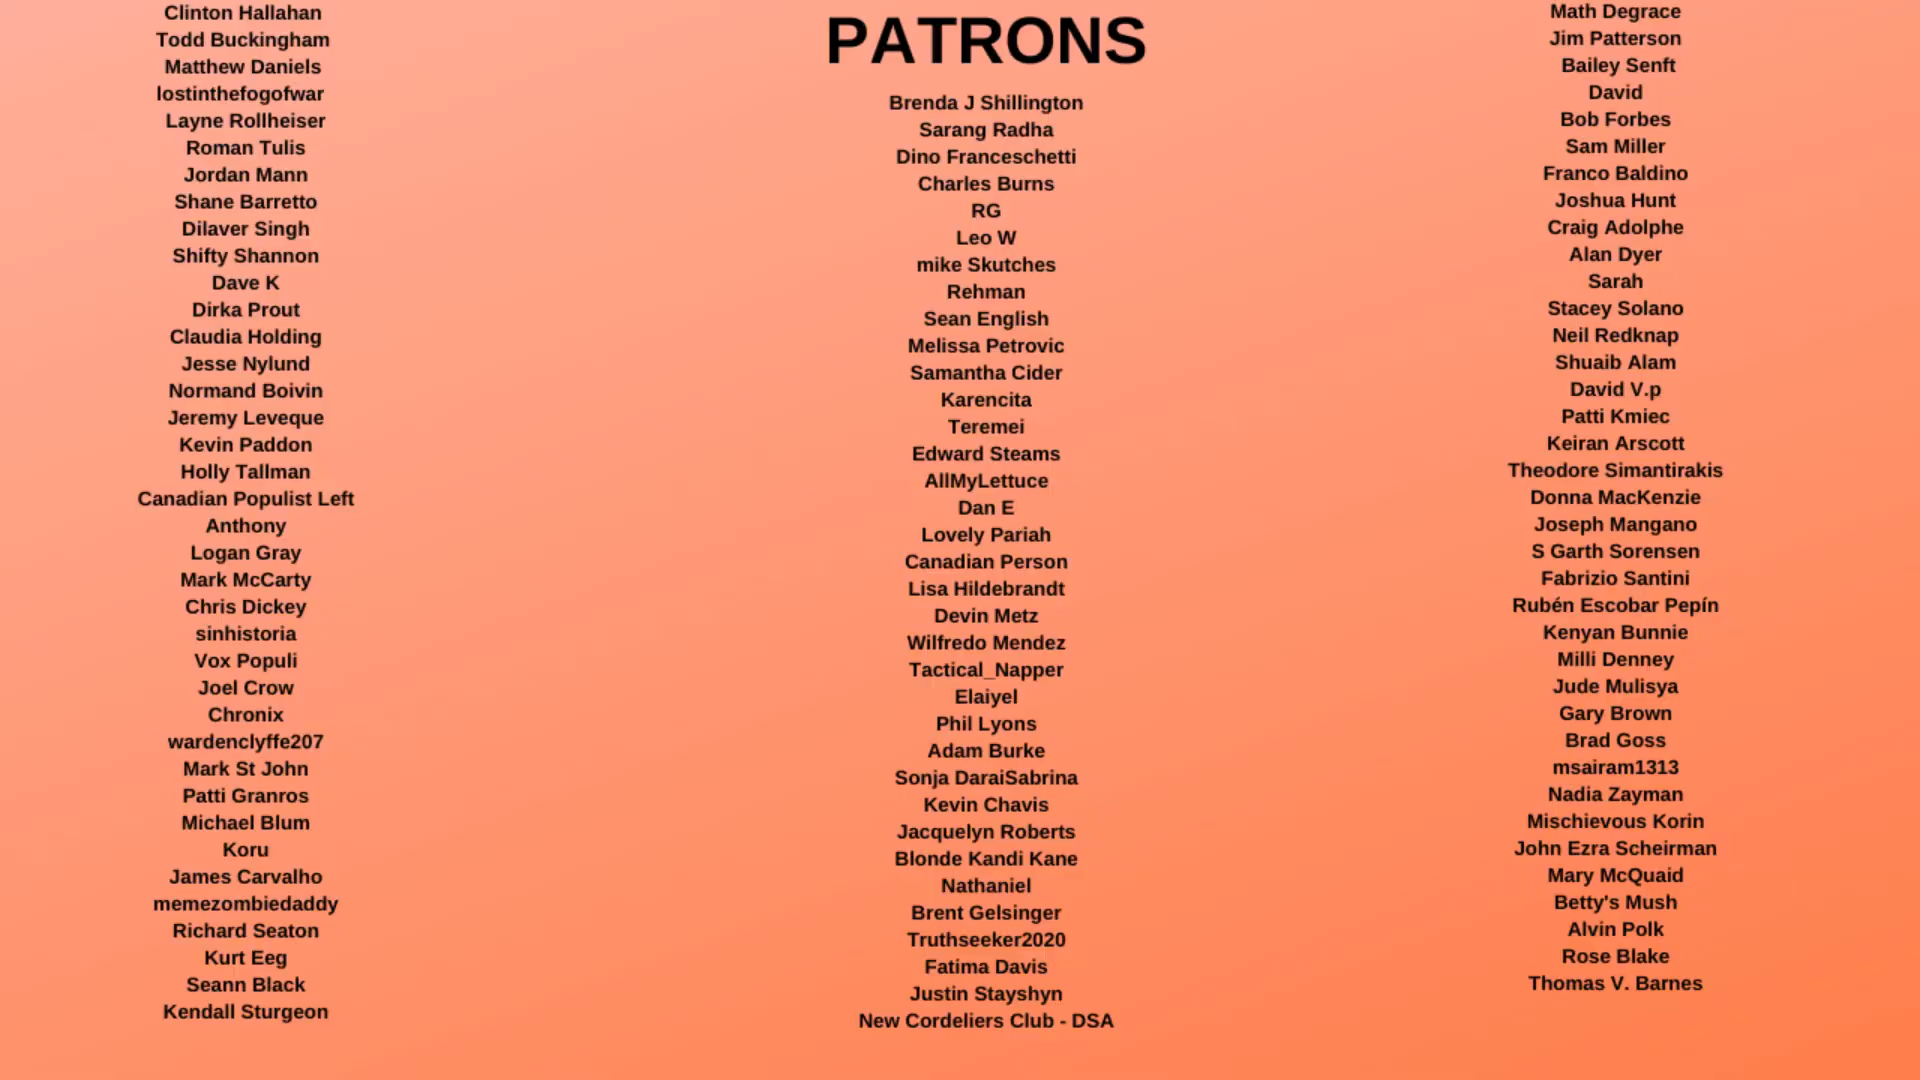 Clinton Hallahan
Todd Buckingham
Matthew Daniels
lostinthefogofwar
Layne Rollheiser
Roman Tulis
Jordan Mann
Shane Barretto
Dilaver Singh
Shifty Shannon
Dave K
Dirka Prout
Claudia Holding
Jesse Nylund
Normand Boivin
Jeremy Leveque
Kevin Paddon
Holly Tallman
Canadian Populist Left
Anthony
Logan Gray
Mark McCarty
Chris Dickey
sinhistoria
Vox Populi
Joel Crow
Chronix
wardenclyffe207
Mark St John
Patti Granros
Michael Blum
Koru
James Carvalho
memezombiedaddy
Richard Seaton
Kurt Eeg
Seann Black
Kendall Sturgeon
PATRONS
Brenda J Shillington
Sarang Radha
Dino Franceschetti
Charles Burns
RG
Leo W
mike Skutches
Rehman
Sean English
Melissa Petrovic
Samantha Cider
Karencita
Teremei
Edward Steams
AllMyLettuce
Dan E
Lovely Pariah
Canadian Person
Lisa Hildebrandt
Devin Metz
Wilfredo Mendez
Tactical_Napper
Elaiyel
Phil Lyons
Adam Burke
Sonja DaraiSabrina
Kevin Chavis
Jacquelyn Roberts
Blonde Kandi Kane
Nathaniel
Brent Gelsinger
Truthseeker2020
Fatima Davis
Justin Stayshyn
New Cordeliers Club - DSA
Math Degrace
Jim Patterson
Bailey Senft
David
Bob Forbes
Sam Miller
Franco Baldino
Joshua Hunt
Craig Adolphe
Alan Dyer
Sarah
Stacey Solano
Neil Redknap
Shuaib Alam
David V.p
Patti Kmiec
Keiran Arscott
Theodore Simantirakis
Donna MacKenzie
Joseph Mangano
S Garth Sorensen
Fabrizio Santini
Rubén Escobar Pepín
Kenyan Bunnie
Milli Denney
Jude Mulisya
Gary Brown
Brad Goss
msairam1313
Nadia Zayman
Mischievous Korin
John Ezra Scheirman
Mary McQuaid
Betty's Mush
Alvin Polk
Rose Blake
Thomas V. Barnes